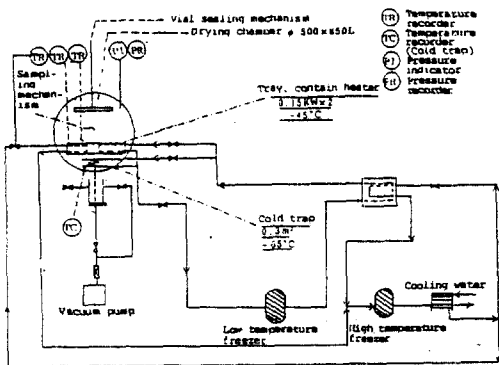 Vial sealing mechanism
Drying chamber φ 500×650L
TR Temperature recorder
TC Temperature recorder (Cold trap)
PI Pressure indicator
PR Pressure recorder
TR TR TR PI PR
Sampling mechanism
Tray, contain heater
0.15KW×2
-45°C
TC
Cold trap
0.3m²
-65°C
Vacuum pump
Low temperature freezer
High temperature freezer
Cooling water